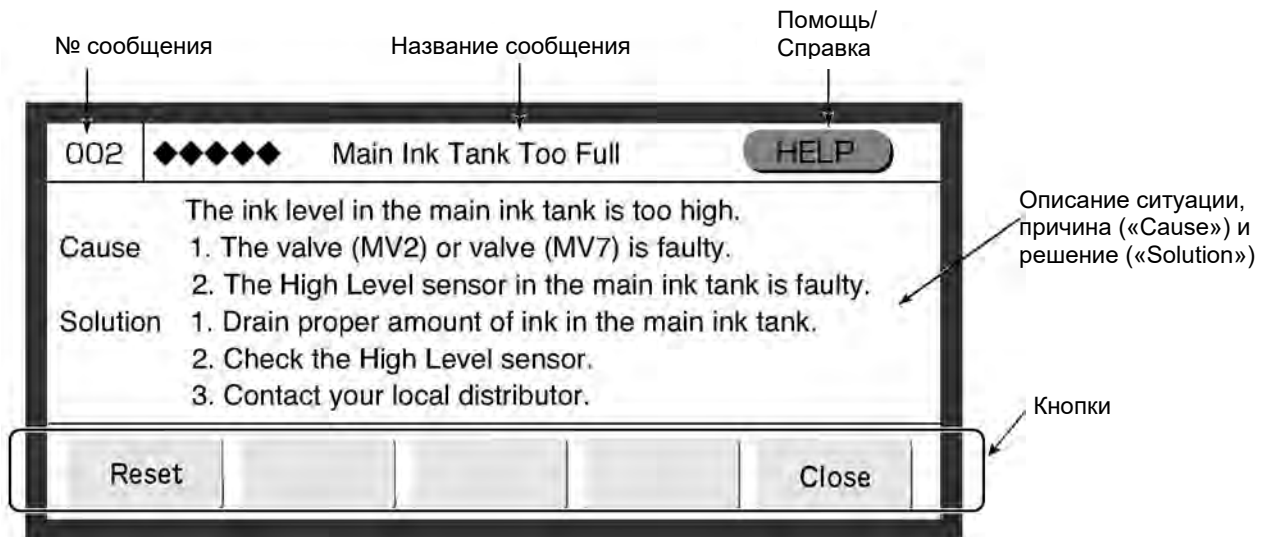 Помощь/
Справка
№ сообщения
Название сообщения
002 ◆◆◆◆◆ Main Ink Tank Too Full HELP
The ink level in the main ink tank is too high.
Cause 1. The valve (MV2) or valve (MV7) is faulty.
2. The High Level sensor in the main ink tank is faulty.
Solution 1. Drain proper amount of ink in the main ink tank.
2. Check the High Level sensor.
3. Contact your local distributor.
Описание ситуации,
причина («Cause») и
решение («Solution»)
Кнопки
Reset Close